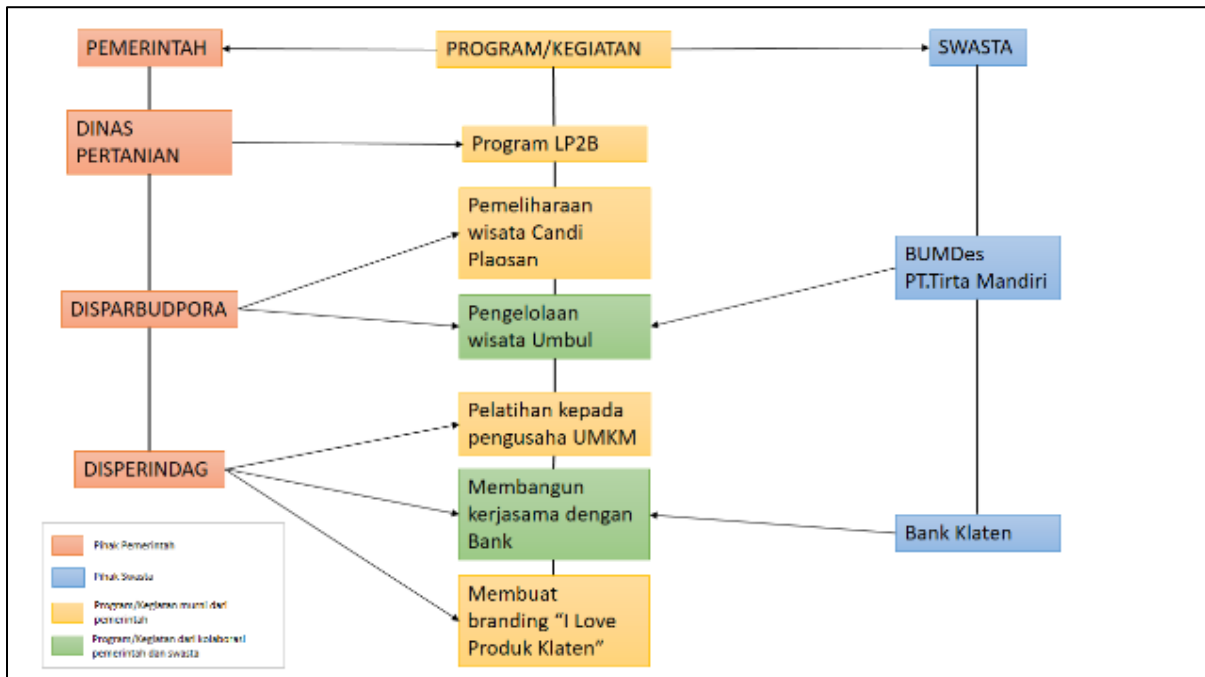 PEMERINTAH
PROGRAM/KEGIATAN
SWASTA
DINAS
PERTANIAN
Program LP2B
Pemeliharaan
wisata Candi
Plaosan
BUMDes
PT.Tirta Mandiri
DISPARBUDPORA
Pengelolaan
wisata Umbul
Pelatihan kepada
pengusaha UMKM
DISPERINDAG
Membangun
kerjasama dengan
Bank
Bank Klaten
Membuat
branding “I Love
Produk Klaten”
Pihak Pemerintah
Pihak Swasta
Program/Kegiatan murni dari
pemerintah
Program/Kegiatan dari kolaborasi
pemerintah dan swasta